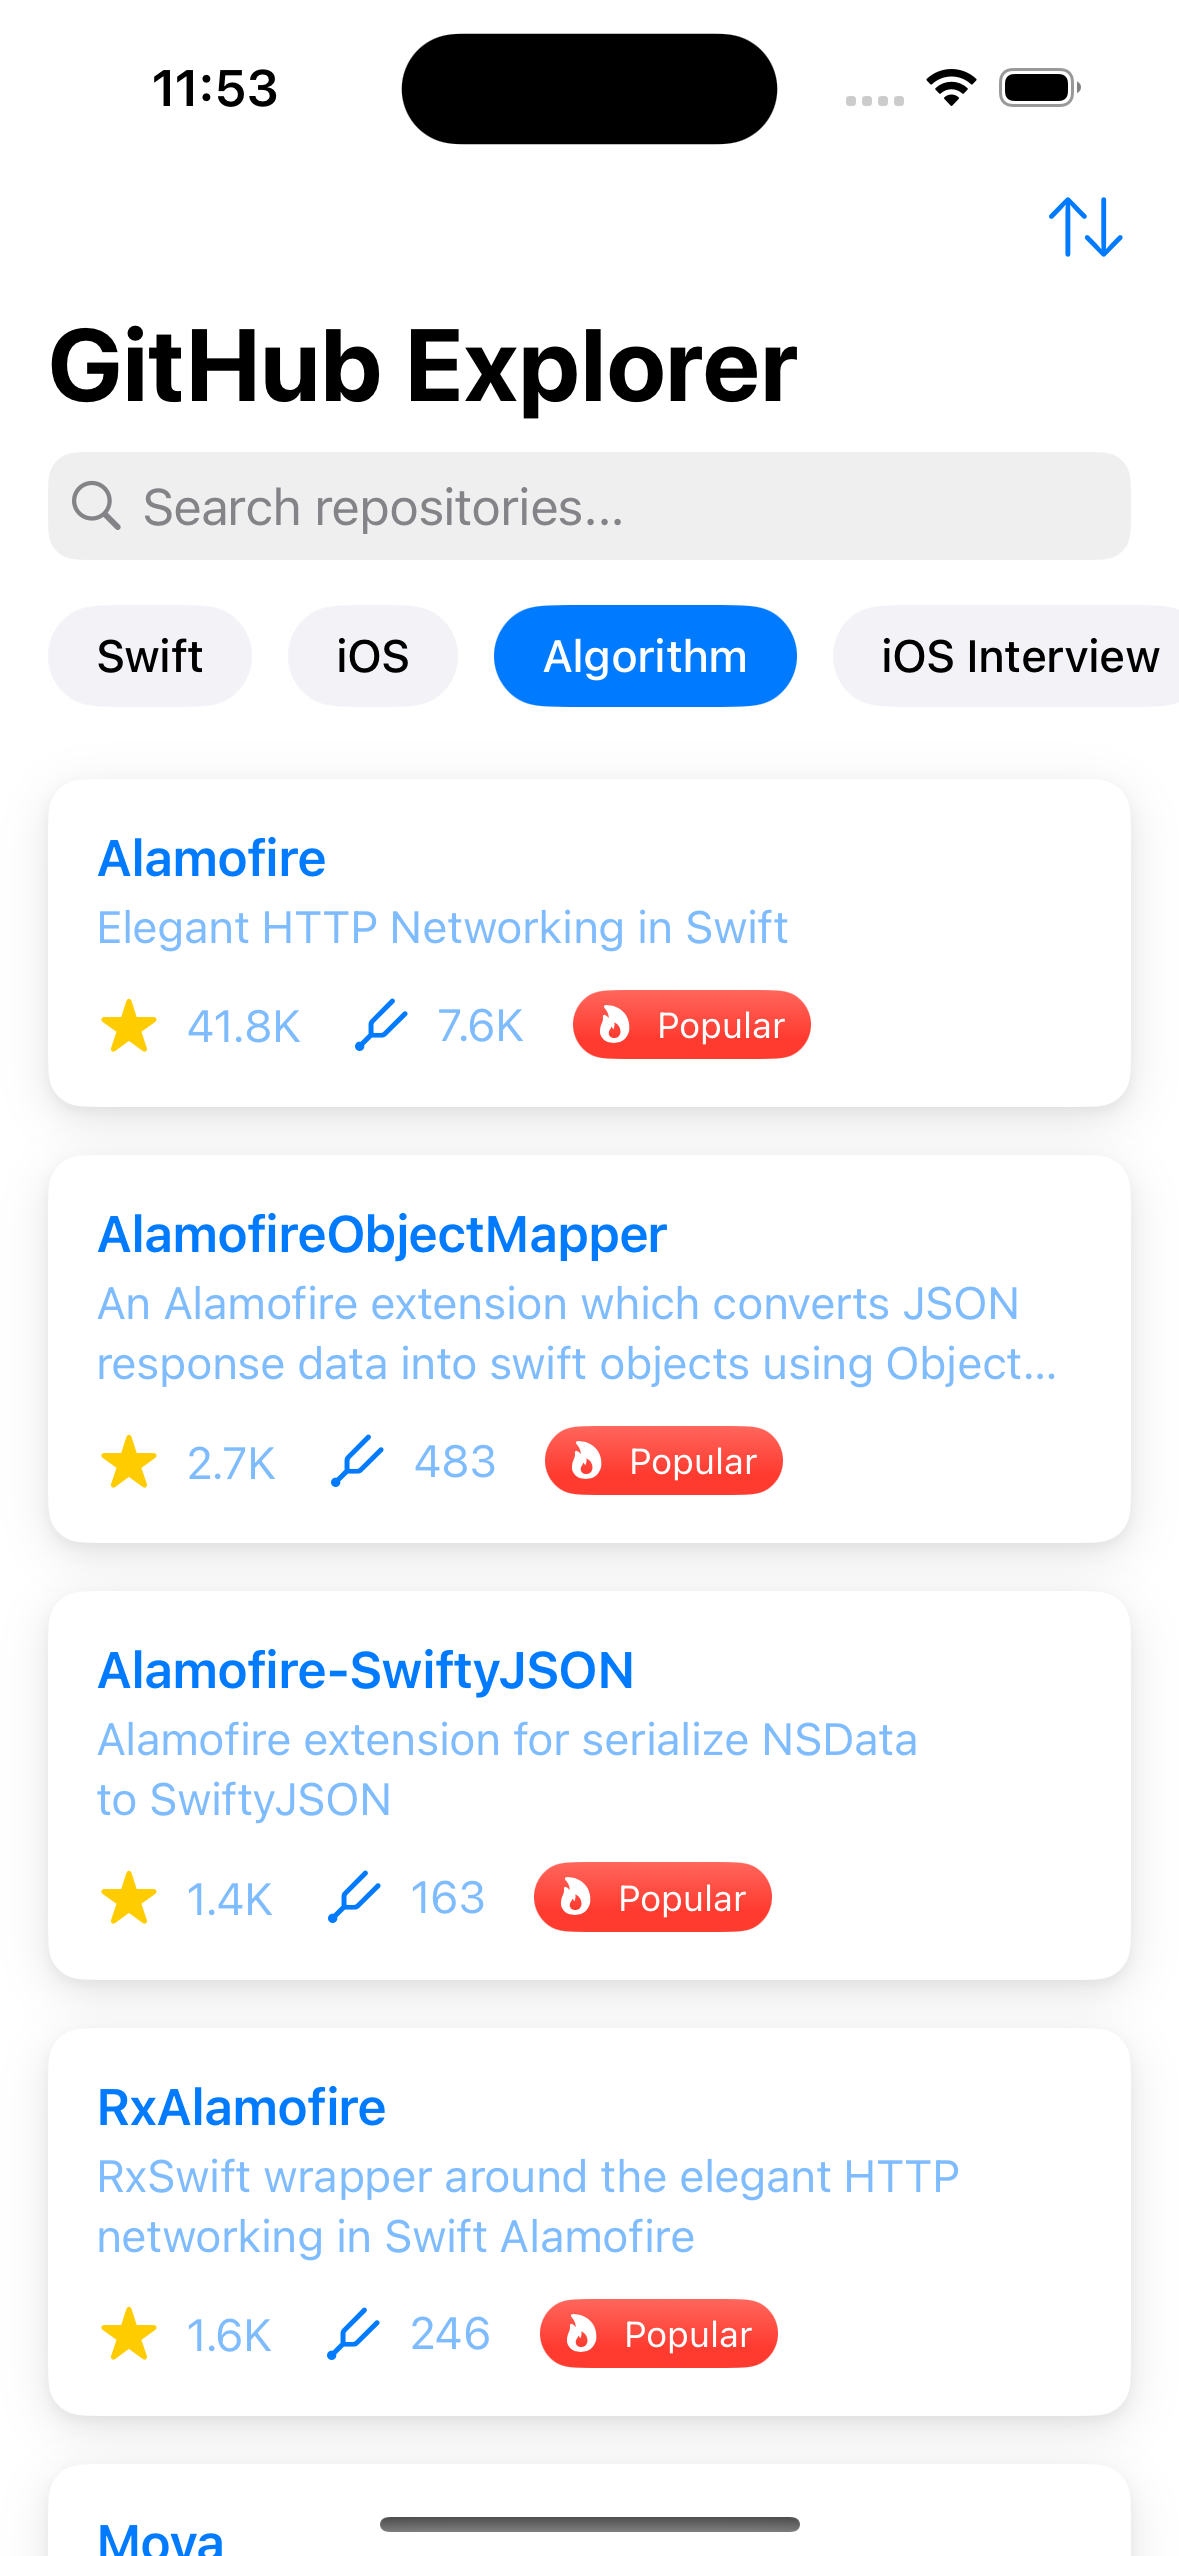 11:53
GitHub Explorer
Search repositories...
Swift
iOS
Algorithm
iOS Interview
Alamofire
Elegant HTTP Networking in Swift
41.8K
7.6K
Popular
AlamofireObjectMapper
An Alamofire extension which converts JSON
response data into swift objects using Object...
2.7K
483
Popular
Alamofire-SwiftyJSON
Alamofire extension for serialize NSData
to SwiftyJSON
1.4K
163
Popular
RxAlamofire
RxSwift wrapper around the elegant HTTP
networking in Swift Alamofire
1.6K
246
Popular
Moya